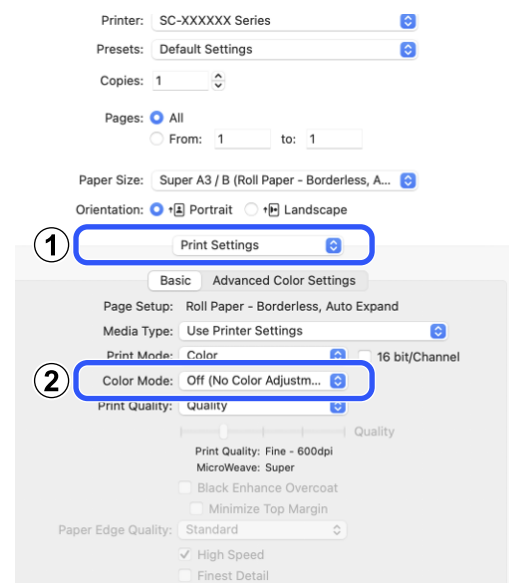 Printer: SC-XXXXXX Series
Presets: Default Settings
Copies: 1
Pages: All
From: 1 to: 1
Paper Size: Super A3 / B (Roll Paper - Borderless, A...
Orientation: Portrait Landscape
1 Print Settings
Basic Advanced Color Settings
Page Setup: Roll Paper - Borderless, Auto Expand
Media Type: Use Printer Settings
Print Mode: Color 16 bit/Channel
2 Color Mode: Off (No Color Adjustm...
Print Quality: Quality
Quality
Print Quality: Fine - 600dpi
MicroWeave: Super
Black Enhance Overcoat
Minimize Top Margin
Paper Edge Quality: Standard
High Speed
Finest Detail